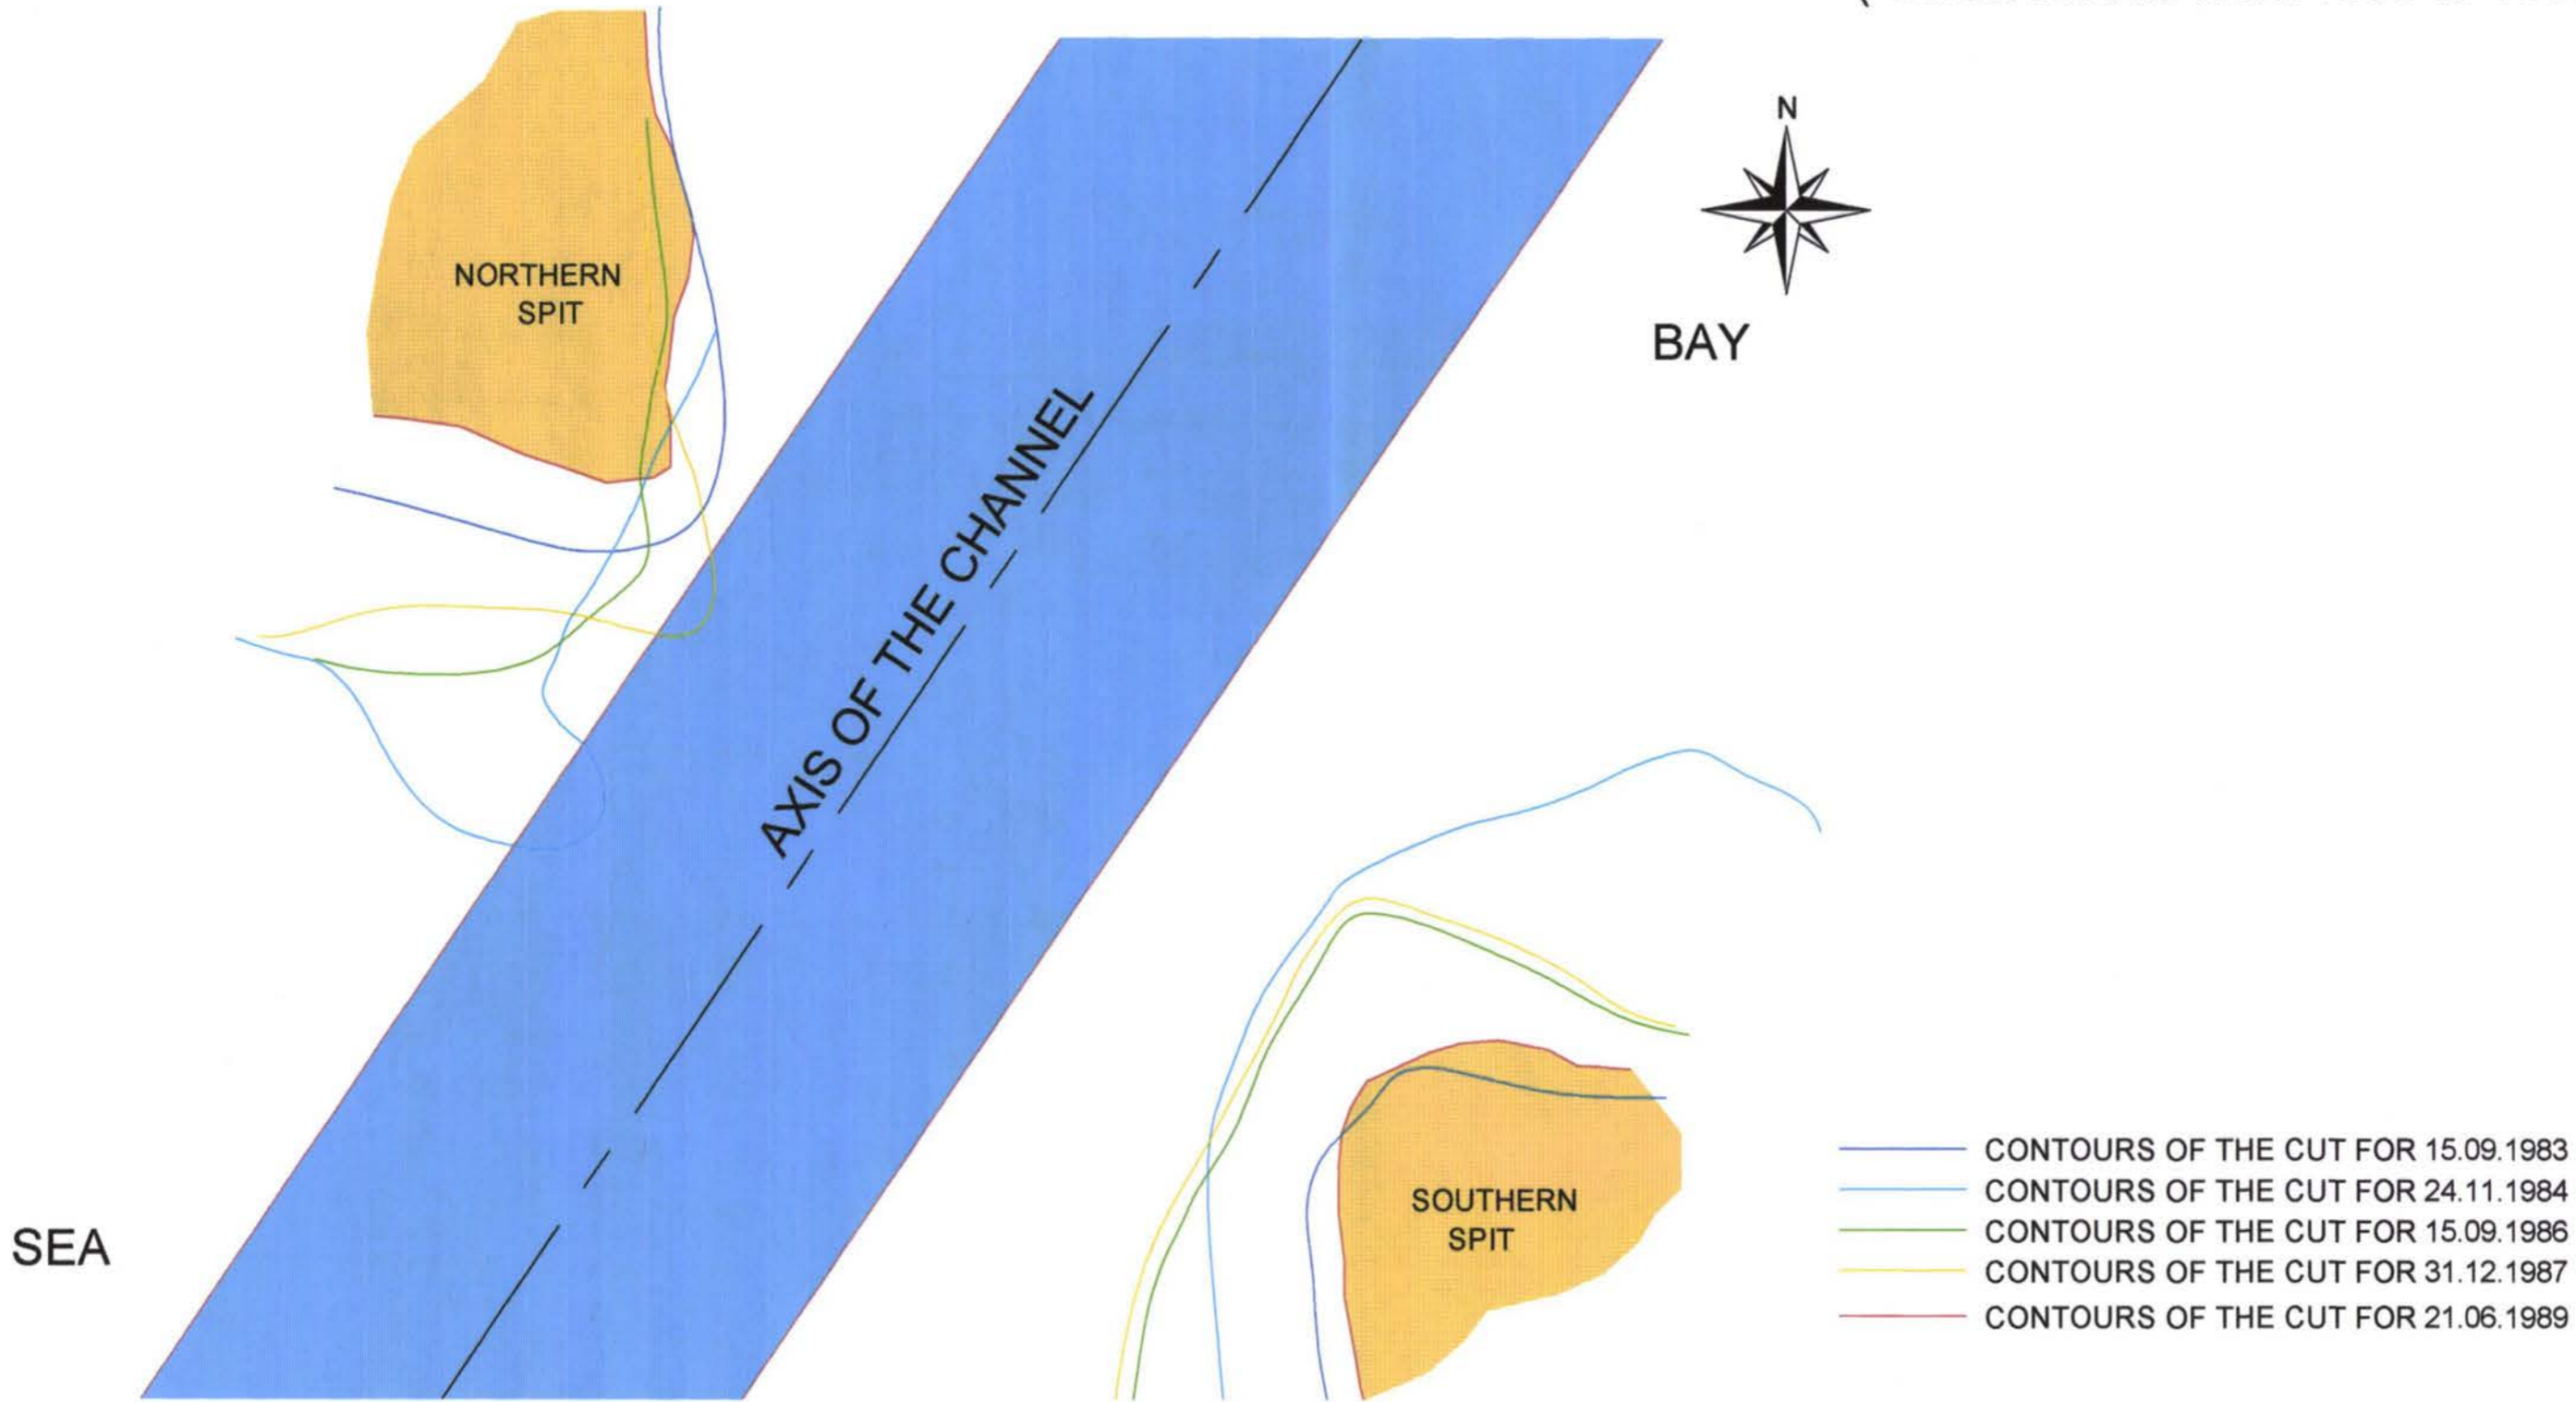 N
NORTHERN
SPIT
BAY
AXIS OF THE CHANNEL
SOUTHERN
SPIT
SEA
CONTOURS OF THE CUT FOR 15.09.1983
CONTOURS OF THE CUT FOR 24.11.1984
CONTOURS OF THE CUT FOR 15.09.1986
CONTOURS OF THE CUT FOR 31.12.1987
CONTOURS OF THE CUT FOR 21.06.1989